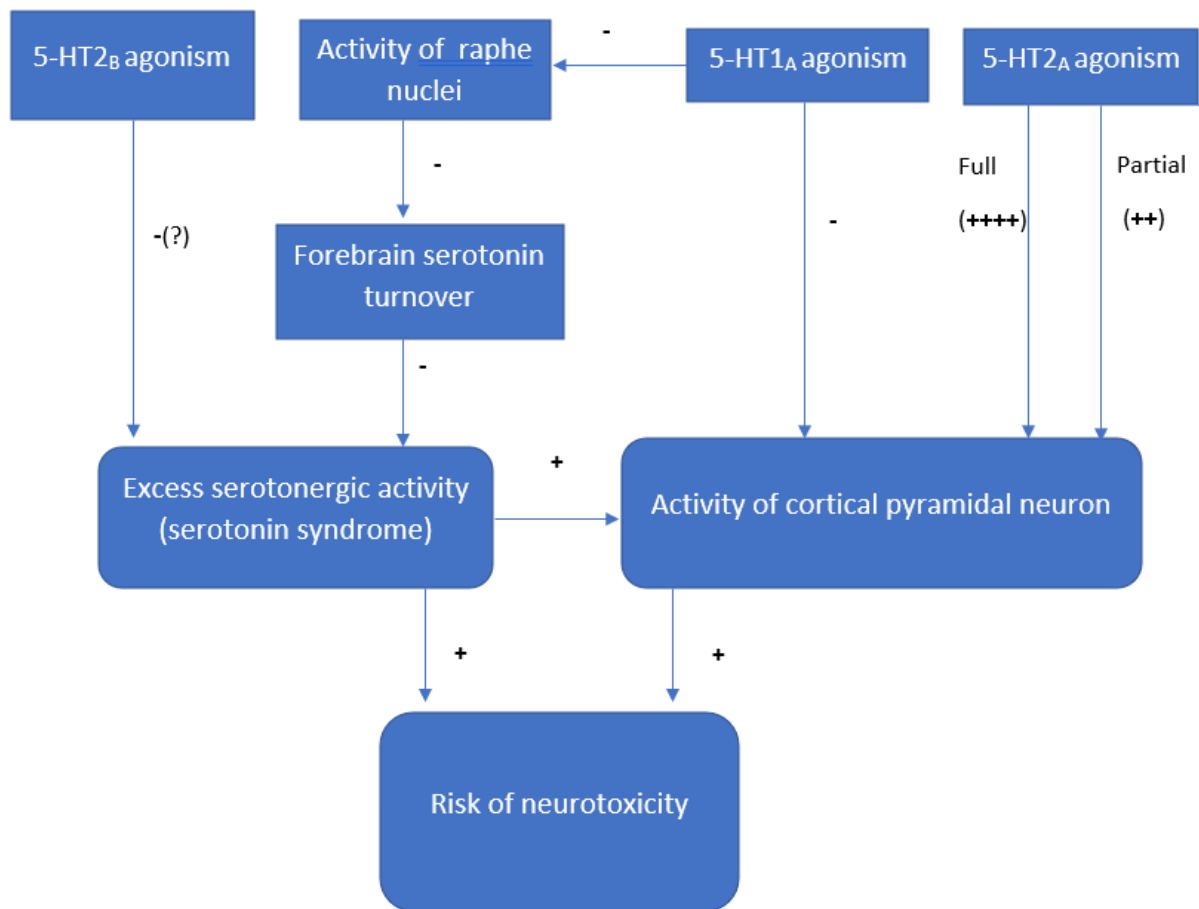 5-HT2B agonism
Activity of raphe
nuclei
-
5-HT1A agonism
5-HT2A agonism
-
-(?)
Full
(++++)
Partial
(++)
-
Forebrain serotonin
turnover
-
Excess serotonergic activity
(serotonin syndrome)
+
Activity of cortical pyramidal neuron
+
+
Risk of neurotoxicity